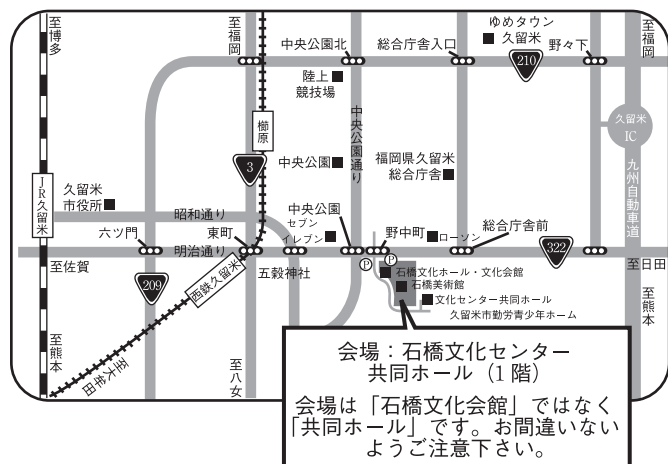 至博多
至福岡
中央公園北
総合庁舎入口
ゆめタウン
久留米
野々下
至福岡
210
陸上
競技場
櫛原
中央公園通り
久留米
IC
3
中央公園
福岡県久留米
総合庁舎
九州自動車道
JR久留米
久留米
市役所
昭和通り
中央公園
セブン
イレブン
野中町
ローソン
総合庁舎前
六ツ門
明治通り
東町
322
至佐賀
五穀神社
P
P
至日田
209
西鉄久留米
石橋文化ホール・文化会館
石橋美術館
文化センター共同ホール
久留米市勤労青少年ホーム
至熊本
至大牟田
至八女
至熊本
会場：石橋文化センター
共同ホール（1階）
会場は「石橋文化会館」ではなく
「共同ホール」です。お間違いない
ようご注意下さい。